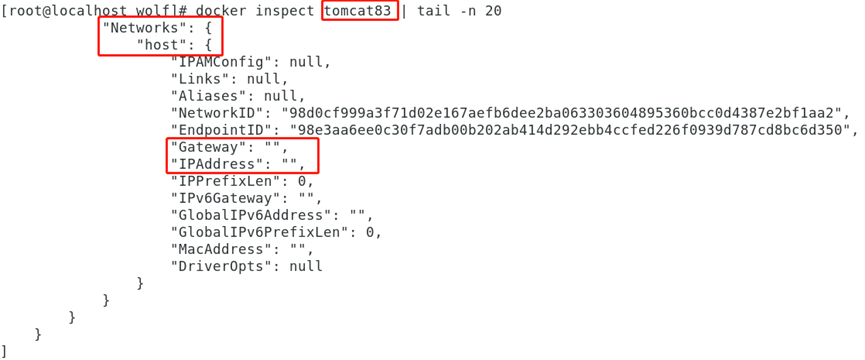 [root@localhost wolf]# docker inspect tomcat83 | tail -n 20
            "Networks": {
                "host": {
                    "IPAMConfig": null,
                    "Links": null,
                    "Aliases": null,
                    "NetworkID": "98d0cf999a3f71d02e167aefb6dee2ba063303604895360bcc0d4387e2bf1aa2",
                    "EndpointID": "98e3aa6ee0c30f7adb00b202ab414d292ebb4ccfed226f0939d787cd8bc6d350",
                    "Gateway": "",
                    "IPAddress": "",
                    "IPPrefixLen": 0,
                    "IPv6Gateway": "",
                    "GlobalIPv6Address": "",
                    "GlobalIPv6PrefixLen": 0,
                    "MacAddress": "",
                    "DriverOpts": null
                }
            }
        }
    }
]